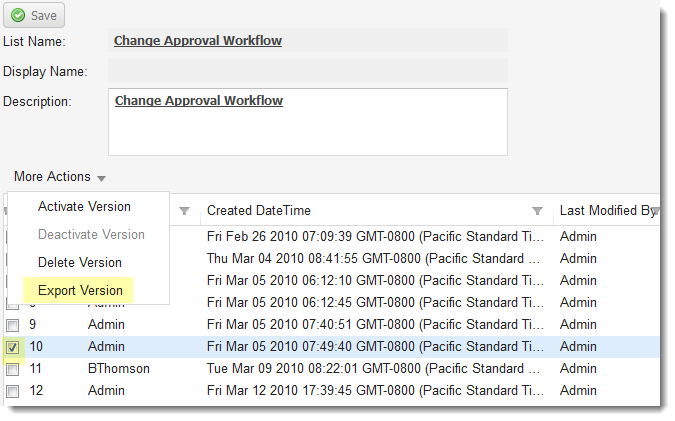 Save
List Name: Change Approval Workflow
Display Name:
Description: Change Approval Workflow
More Actions
Created DateTime Last Modified By
Activate Version
Fri Feb 26 2010 07:09:39 GMT-0800 (Pacific Standard Ti... Admin
Deactivate Version
Thu Mar 04 2010 08:41:55 GMT-0800 (Pacific Standard Ti... Admin
Delete Version
Fri Mar 05 2010 06:12:10 GMT-0800 (Pacific Standard Ti... Admin
Export Version
Fri Mar 05 2010 06:12:45 GMT-0800 (Pacific Standard Ti... Admin
9 Admin Fri Mar 05 2010 07:40:51 GMT-0800 (Pacific Standard Ti... Admin
10 Admin Fri Mar 05 2010 07:49:40 GMT-0800 (Pacific Standard Ti... Admin
11 BThomson Tue Mar 09 2010 08:22:01 GMT-0800 (Pacific Standard Ti... Admin
12 Admin Fri Mar 12 2010 17:39:45 GMT-0800 (Pacific Standard Ti... Admin